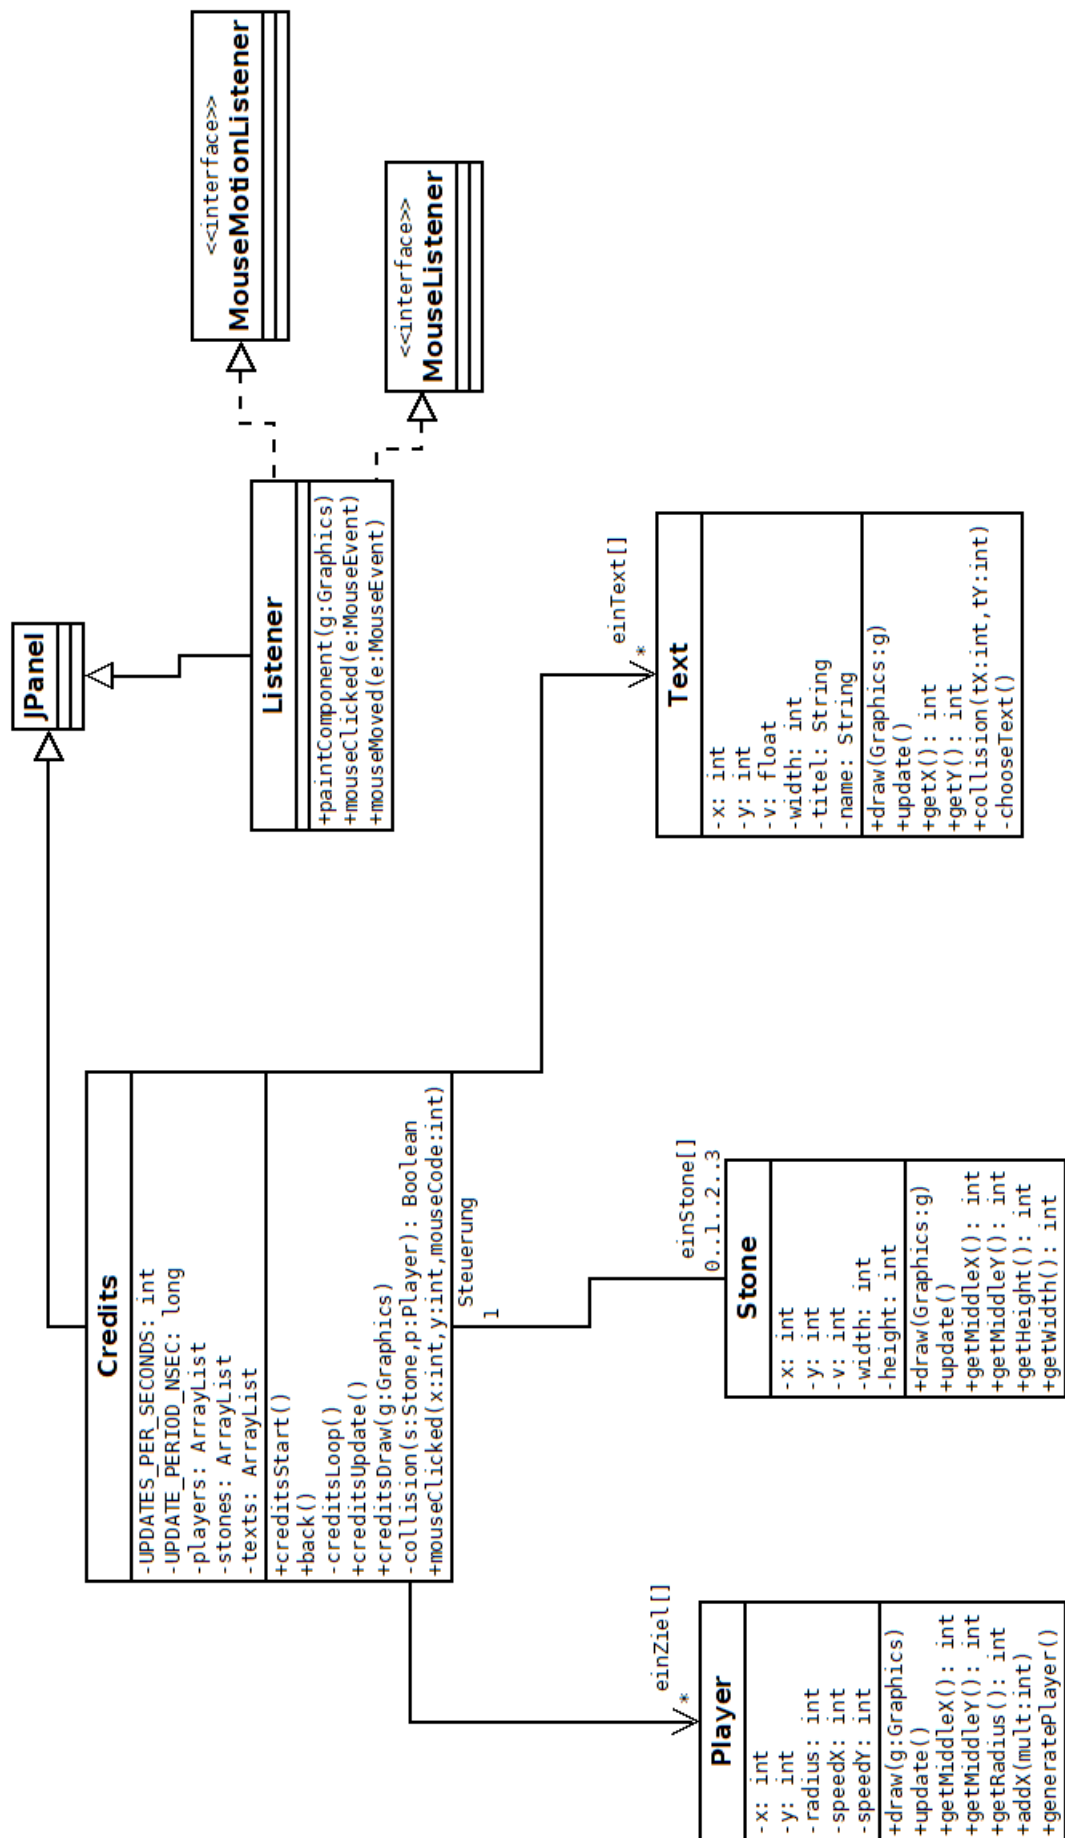 JPanel
<<interface>>
MouseMotionListener
<<interface>>
MouseListener
Listener
+paintComponent(g:Graphics)
+mouseClicked(e:MouseEvent)
+mouseMoved(e:MouseEvent)
Credits
-UPDATES_PER_SECONDS: int
-UPDATE_PERIOD_NSEC: long
-players: ArrayList
-stones: ArrayList
-texts: ArrayList
+creditsStart()
+back()
-creditsLoop()
+creditsUpdate()
+creditsDraw(g:Graphics)
-collision(s:Stone,p:Player): Boolean
+mouseClicked(x:int,y:int,mouseCode:int)
Steuerung
1
einZiel[]
*
Player
-x: int
-y: int
-radius: int
-speedX: int
-speedY: int
+draw(g:Graphics)
+update()
+getMiddleX(): int
+getMiddleY(): int
+getRadius(): int
+addX(mult:int)
+generatePlayer()
einStone[]
0..1..2..3
Stone
-x: int
-y: int
-v: int
-width: int
-height: int
+draw(Graphics:g)
+update()
+getMiddleX(): int
+getMiddleY(): int
+getHeight(): int
+getWidth(): int
einText[]
*
Text
-x: int
-y: int
-v: float
-width: int
-titel: String
-name: String
+draw(Graphics:g)
+update()
+getX(): int
+getY(): int
+collision(tX:int,tY:int)
-chooseText()